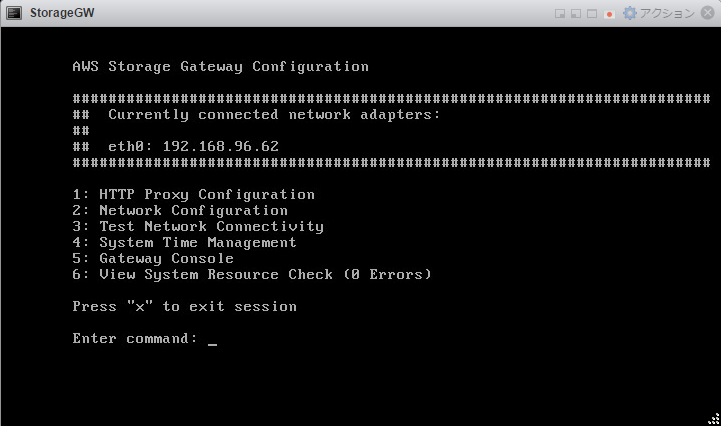 StorageGW
アクション
AWS Storage Gateway Configuration
#######################################################################
##  Currently connected network adapters:
##
##  eth0: 192.168.96.62
#######################################################################
1: HTTP Proxy Configuration
2: Network Configuration
3: Test Network Connectivity
4: System Time Management
5: Gateway Console
6: View System Resource Check (0 Errors)
Press "x" to exit session
Enter command: _